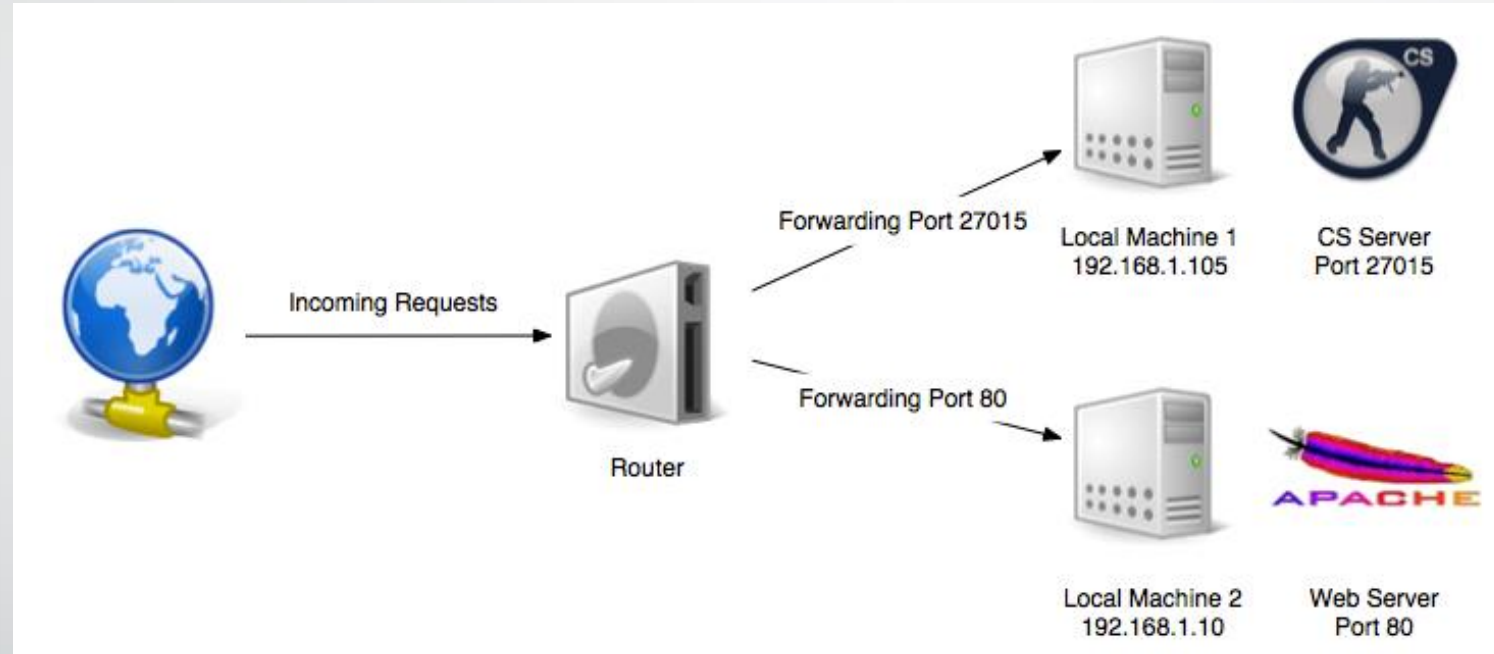 CS
Forwarding Port 27015
Local Machine 1
192.168.1.105
CS Server
Port 27015
Incoming Requests
Router
Forwarding Port 80
APACHE
Local Machine 2
192.168.1.10
Web Server
Port 80